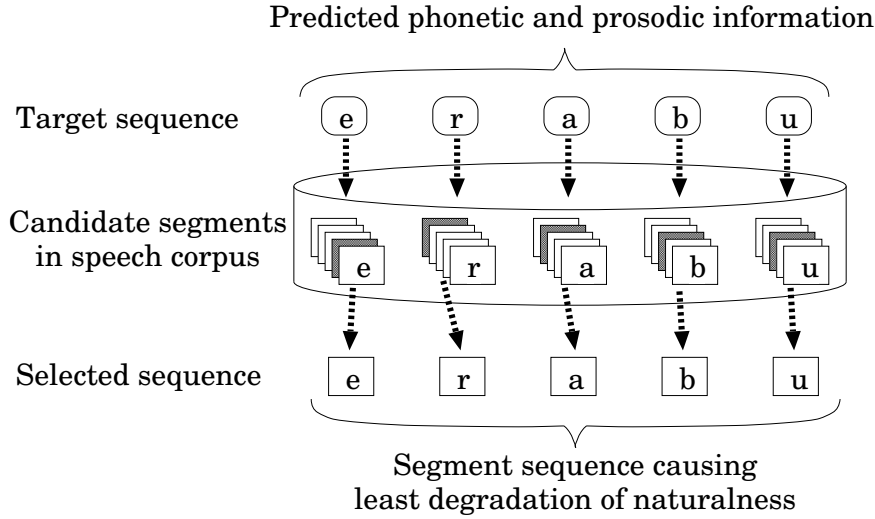 Predicted phonetic and prosodic information
Target sequence
e r a b u
Candidate segments
in speech corpus
e r a b u
Selected sequence
e r a b u
Segment sequence causing
least degradation of naturalness